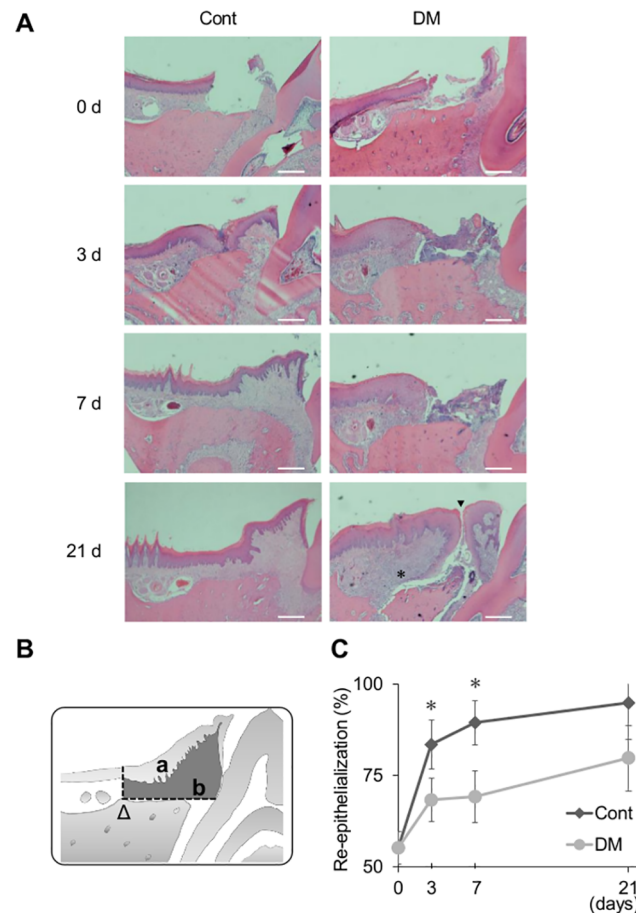 A
Cont
DM
0 d
3 d
7 d
21 d
*
B
a
b
Δ
C
Re-epithelialization (%)
100
75
50
*
*
Cont
DM
0
3
7
21
(days)